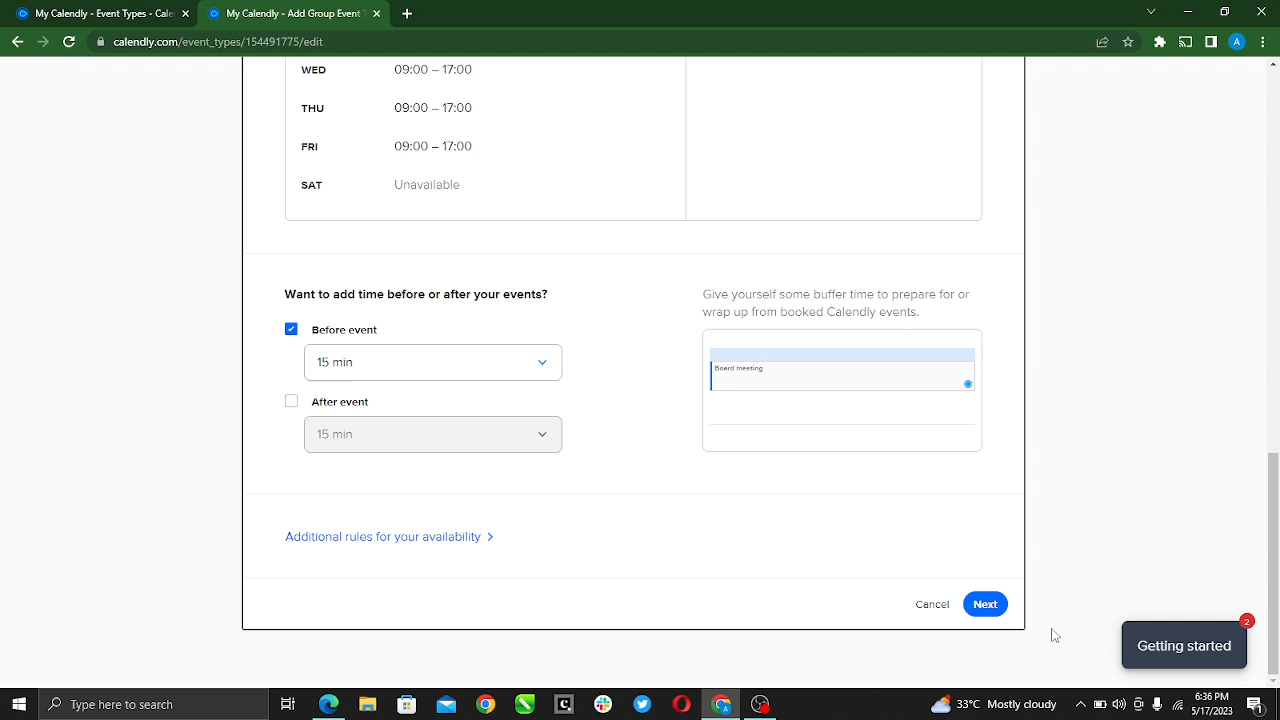 My Calendly - Event Types - Cale
My Calendly - Add Group Event T
calendly.com/event_types/154491775/edit
A
WED 09:00 – 17:00
THU 09:00 – 17:00
FRI 09:00 – 17:00
SAT Unavailable
Want to add time before or after your events?
Before event
15 min
After event
15 min
Give yourself some buffer time to prepare for or
wrap up from booked Calendly events.
Board meeting
Additional rules for your availability >
Cancel
Next
Getting started
2
Type here to search
33°C Mostly cloudy
6:36 PM
5/17/2023
1